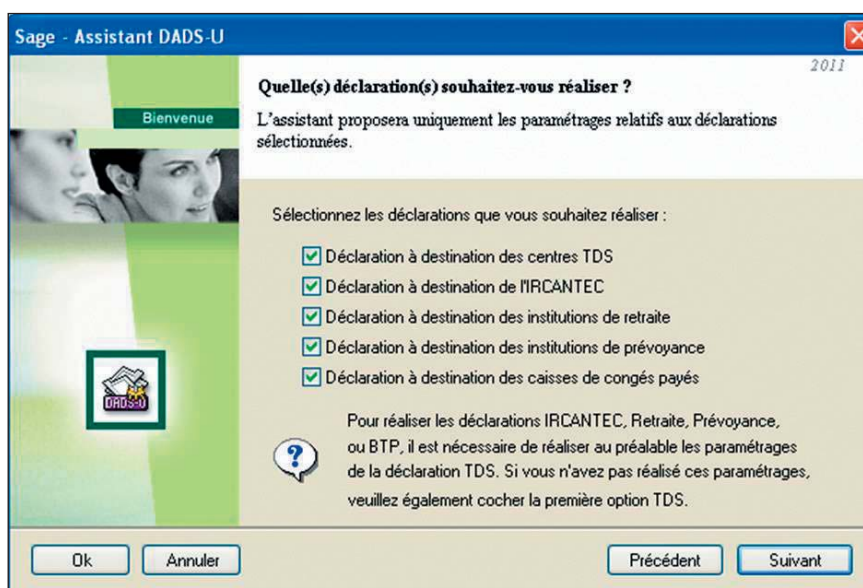 Sage - Assistant DADS-U
2011
Quelle(s) déclaration(s) souhaitez-vous réaliser ?
Bienvenue
L'assistant proposera uniquement les paramétrages relatifs aux déclarations
sélectionnées.
Sélectionnez les déclarations que vous souhaitez réaliser :
Déclaration à destination des centres TDS
Déclaration à destination de l'IRCANTEC
Déclaration à destination des institutions de retraite
Déclaration à destination des institutions de prévoyance
Déclaration à destination des caisses de congés payés
DADS-U
Pour réaliser les déclarations IRCANTEC, Retraite, Prévoyance,
ou BTP, il est nécessaire de réaliser au préalable les paramétrages
de la déclaration TDS. Si vous n'avez pas réalisé ces paramétrages,
veuillez également cocher la première option TDS.
Ok
Annuler
Précédent
Suivant